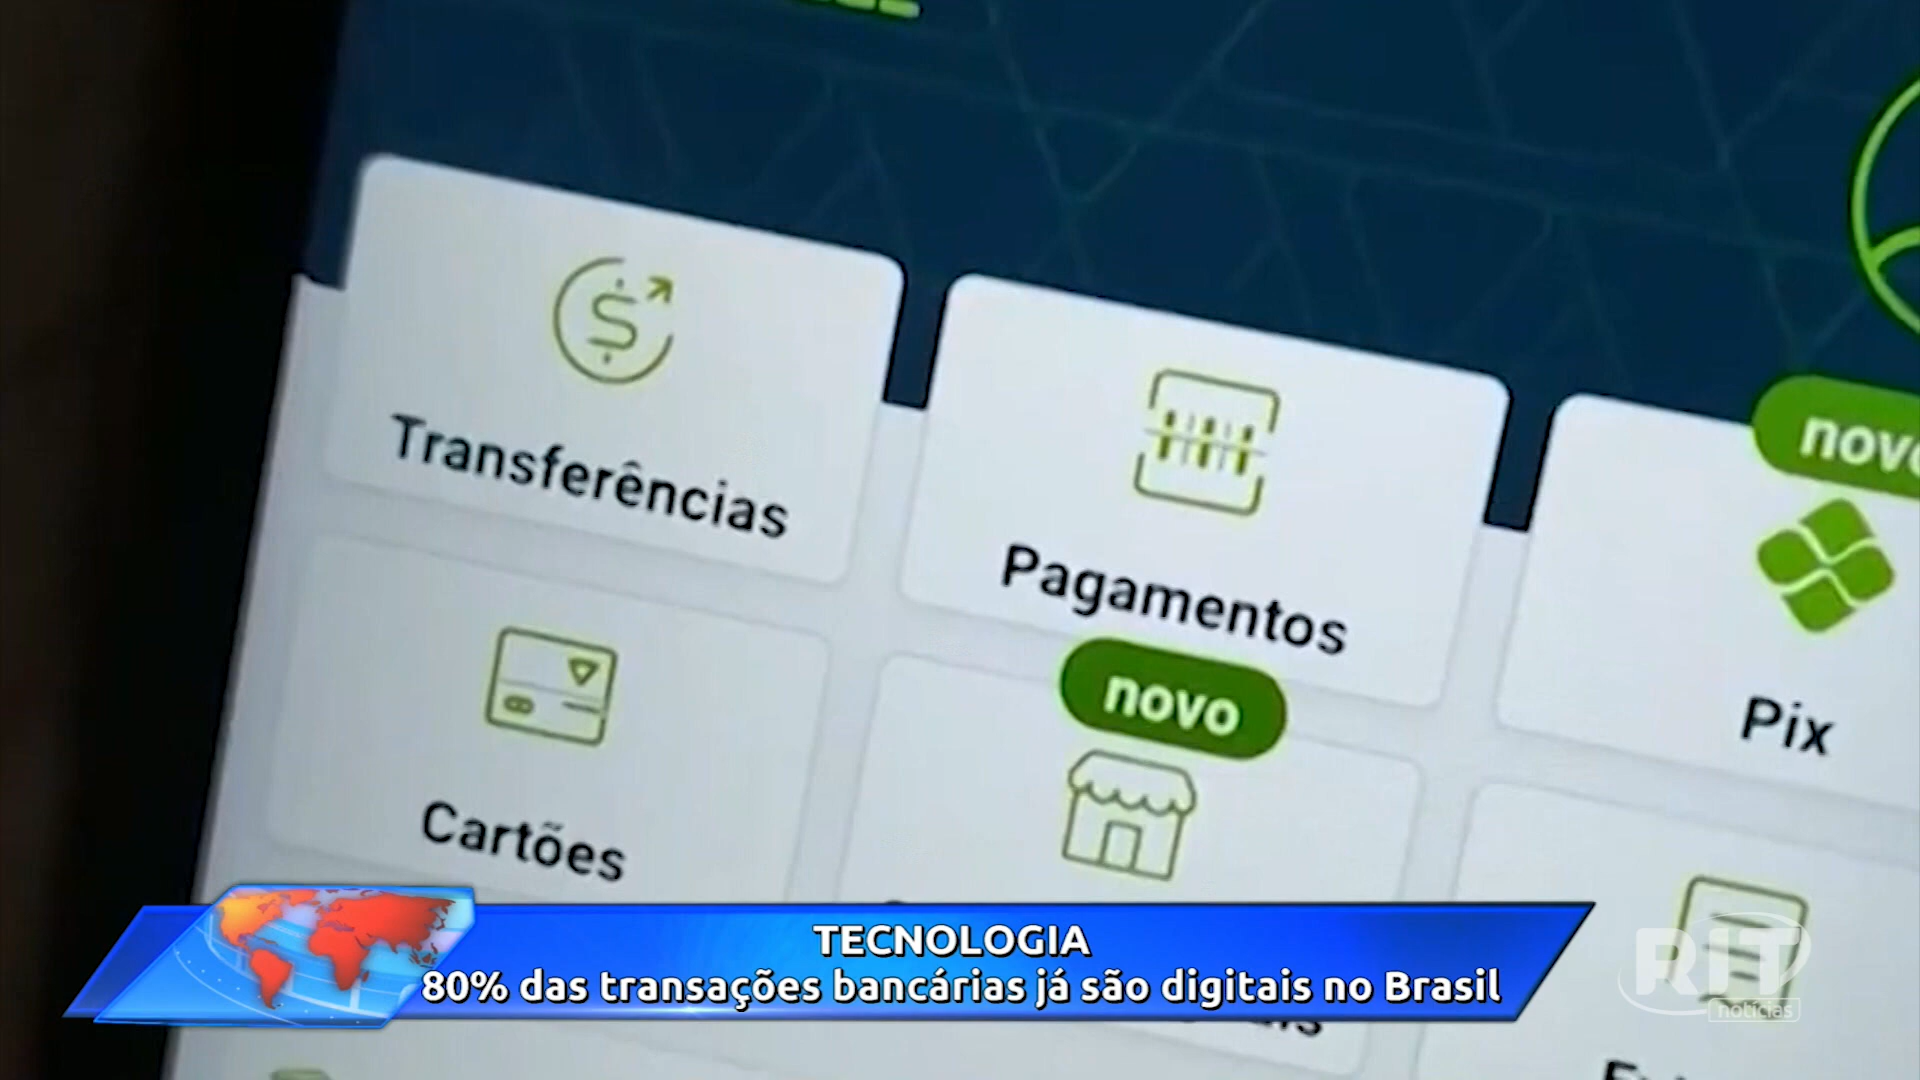 novo
Transferências
Pagamentos
Pix
novo
Cartões
TECNOLOGIA
80% das transações bancárias já são digitais no Brasil
RIT
notícias